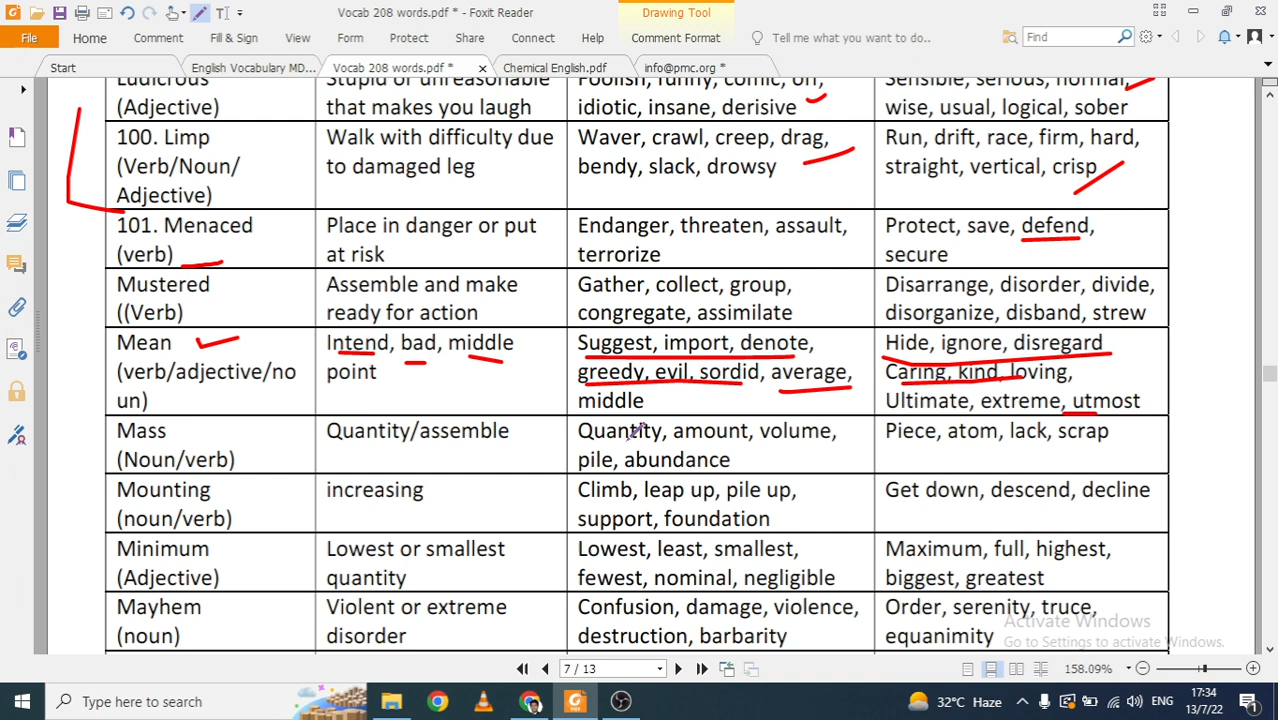 Vocab 208 words.pdf * - Foxit Reader
Drawing Tool
File Home Comment Fill & Sign View Form Protect Share Connect Help Comment Format Tell me what you want to do.. Find
Start English Vocabulary MD... Vocab 208 words.pdf * Chemical English.pdf info@pmc.org *
Ludicrous Stupid or unreasonable Foolish, funny, comic, off, Sensible, serious, normal,
(Adjective) that makes you laugh idiotic, insane, derisive wise, usual, logical, sober
100. Limp Walk with difficulty due Waver, crawl, creep, drag, Run, drift, race, firm, hard,
(Verb/Noun/ to damaged leg bendy, slack, drowsy straight, vertical, crisp
Adjective)
101. Menaced Place in danger or put Endanger, threaten, assault, Protect, save, defend,
(verb) at risk terrorize secure
Mustered Assemble and make Gather, collect, group, Disarrange, disorder, divide,
((Verb) ready for action congregate, assimilate disorganize, disband, strew
Mean Intend, bad, middle Suggest, import, denote, Hide, ignore, disregard
(verb/adjective/no point greedy, evil, sordid, average, Caring, kind, loving,
un) middle Ultimate, extreme, utmost
Mass Quantity/assemble Quantity, amount, volume, Piece, atom, lack, scrap
(Noun/verb) pile, abundance
Mounting increasing Climb, leap up, pile up, Get down, descend, decline
(noun/verb) support, foundation
Minimum Lowest or smallest Lowest, least, smallest, Maximum, full, highest,
(Adjective) quantity fewest, nominal, negligible biggest, greatest
Mayhem Violent or extreme Confusion, damage, violence, Order, serenity, truce,
(noun) disorder destruction, barbarity equanimity
Activate Windows
Go to Settings to activate Windows.
7 / 13 158.09%
Type here to search 32°C Haze ENG 17:34
13/7/22 1